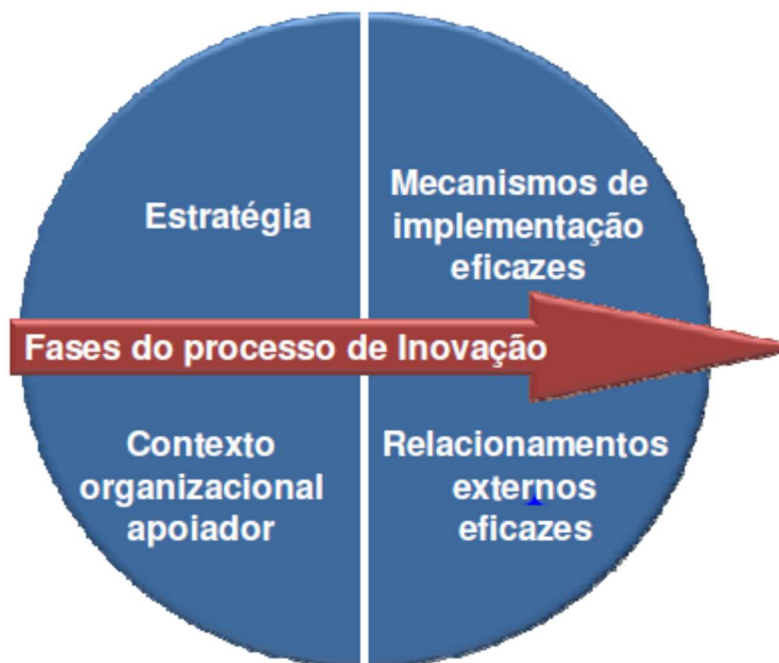 Estratégia
Mecanismos de
implementação
eficazes
Fases do processo de Inovação
Contexto
organizacional
apoiador
Relacionamentos
externos
eficazes